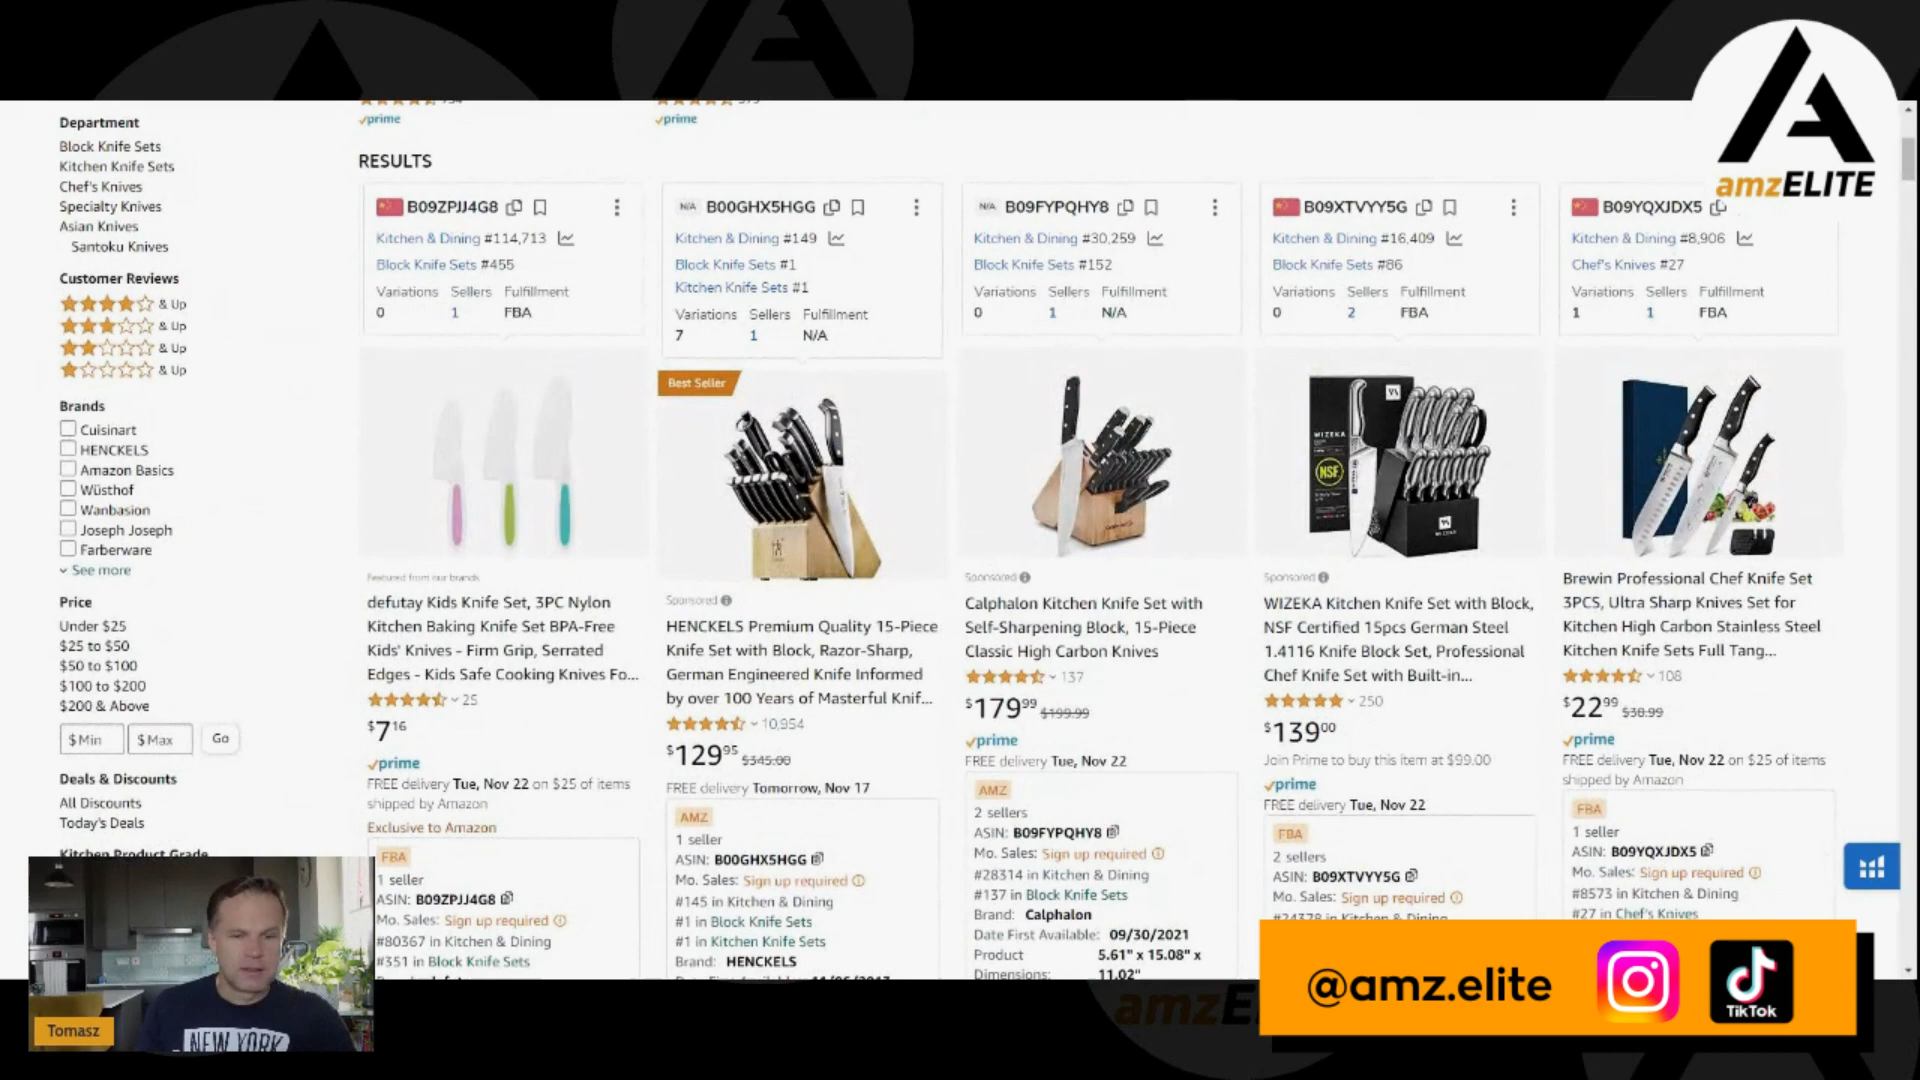 Department
Block Knife Sets
Kitchen Knife Sets
Chef's Knives
Specialty Knives
Asian Knives
Santoku Knives
Customer Reviews
& Up
& Up
& Up
& Up
Brands
Cuisinart
HENCKELS
Amazon Basics
Wüsthof
Wanbasion
Joseph Joseph
Farberware
See more
Price
Under $25
$25 to $50
$50 to $100
$100 to $200
$200 & Above
$ Min
$ Max
Go
Deals & Discounts
All Discounts
Today's Deals
Kitchen Product Grade
prime
prime
RESULTS
B09ZPJJ4G8
Kitchen & Dining #114,713
Block Knife Sets #455
Variations Sellers Fulfillment
0 1 FBA
Featured from our brands
defutay Kids Knife Set, 3PC Nylon
Kitchen Baking Knife Set BPA-Free
Kids' Knives - Firm Grip, Serrated
Edges - Kids Safe Cooking Knives Fo...
25
$716
prime
FREE delivery Tue, Nov 22 on $25 of items
shipped by Amazon
Exclusive to Amazon
FBA
1 seller
ASIN: B09ZPJJ4G8
Mo. Sales: Sign up required
#80367 in Kitchen & Dining
#351 in Block Knife Sets
N/A B00GHX5HGG
Kitchen & Dining #149
Block Knife Sets #1
Kitchen Knife Sets #1
Variations Sellers Fulfillment
7 1 N/A
Best Seller
Sponsored
HENCKELS Premium Quality 15-Piece
Knife Set with Block, Razor-Sharp,
German Engineered Knife Informed
by over 100 Years of Masterful Knif...
10,954
$12995 $345.00
FREE delivery Tomorrow, Nov 17
AMZ
1 seller
ASIN: B00GHX5HGG
Mo. Sales: Sign up required
#145 in Kitchen & Dining
#1 in Block Knife Sets
#1 in Kitchen Knife Sets
Brand: HENCKELS
N/A B09FYPQHY8
Kitchen & Dining #30,259
Block Knife Sets #152
Variations Sellers Fulfillment
0 1 N/A
Sponsored
Calphalon Kitchen Knife Set with
Self-Sharpening Block, 15-Piece
Classic High Carbon Knives
137
$17999 $199.99
prime
FREE delivery Tue, Nov 22
AMZ
2 sellers
ASIN: B09FYPQHY8
Mo. Sales: Sign up required
#28314 in Kitchen & Dining
#137 in Block Knife Sets
Brand: Calphalon
Date First Available: 09/30/2021
Product 5.61" x 15.08" x
Dimensions: 11.02"
B09XTVYY5G
Kitchen & Dining #16,409
Block Knife Sets #86
Variations Sellers Fulfillment
0 2 FBA
WIZEKA
NSF
Sponsored
WIZEKA Kitchen Knife Set with Block,
NSF Certified 15pcs German Steel
1.4116 Knife Block Set, Professional
Chef Knife Set with Built-in...
250
$13900
Join Prime to buy this item at $99.00
prime
FREE delivery Tue, Nov 22
FBA
2 sellers
ASIN: B09XTVYY5G
Mo. Sales: Sign up required
#24378 in Kitchen & Dining
B09YQXJDX5
Kitchen & Dining #8,906
Chef's Knives #27
Variations Sellers Fulfillment
1 1 FBA
Brewin Professional Chef Knife Set
3PCS, Ultra Sharp Knives Set for
Kitchen High Carbon Stainless Steel
Kitchen Knife Sets Full Tang...
108
$2299 $38.99
prime
FREE delivery Tue, Nov 22 on $25 of items
shipped by Amazon
FBA
1 seller
ASIN: B09YQXJDX5
Mo. Sales: Sign up required
#8573 in Kitchen & Dining
#27 in Chef's Knives
amzELITE
Tomasz
NEW YORK
amzE
@amz.elite
TikTok